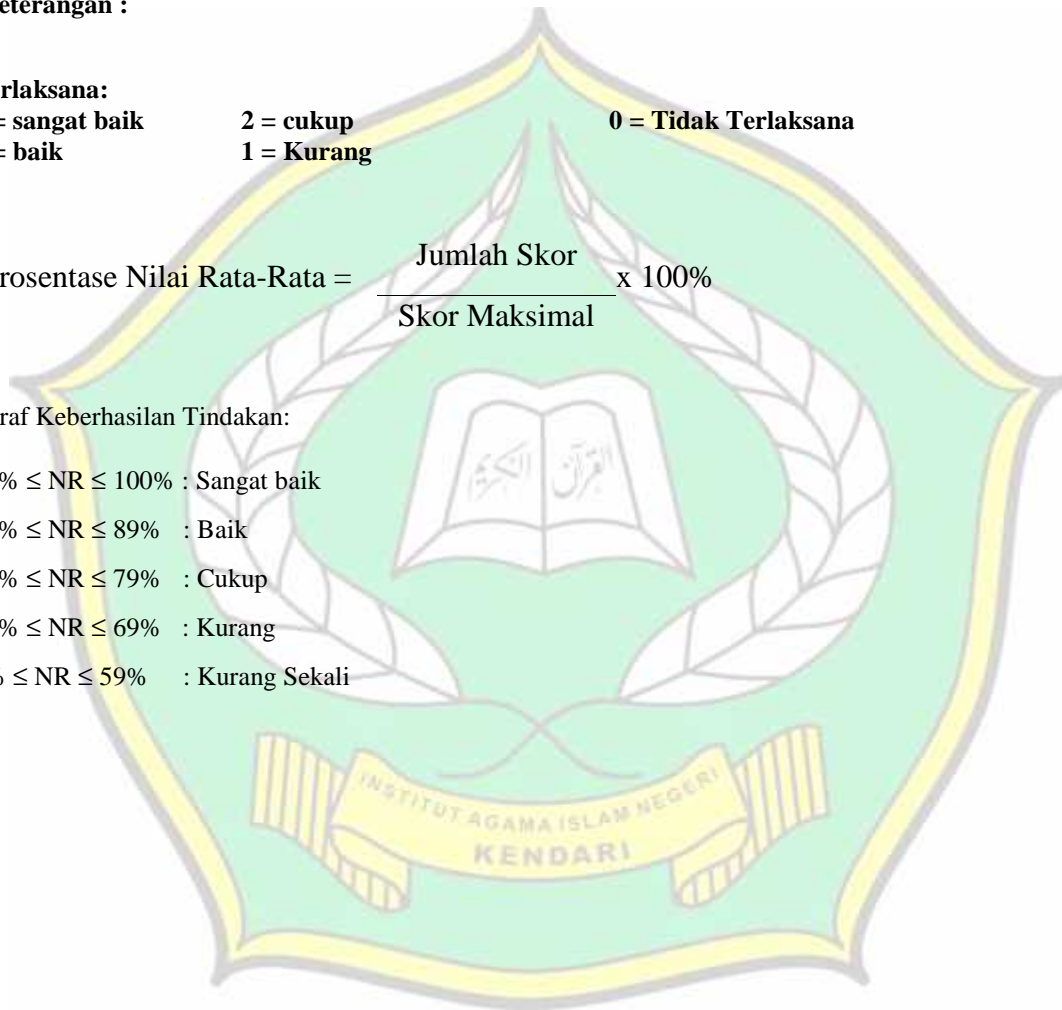 eterangan :
rlaksana:
= sangat baik 2 = cukup 0 = Tidak Terlaksana
= baik 1 = Kurang
rosentase Nilai Rata-Rata = Jumlah Skor x 100%
Skor Maksimal
raf Keberhasilan Tindakan:
% ≤ NR ≤ 100% : Sangat baik
% ≤ NR ≤ 89% : Baik
% ≤ NR ≤ 79% : Cukup
% ≤ NR ≤ 69% : Kurang
% ≤ NR ≤ 59% : Kurang Sekali
القرآن الكريم
INSTITUT AGAMA ISLAM NEGERI
KENDARI